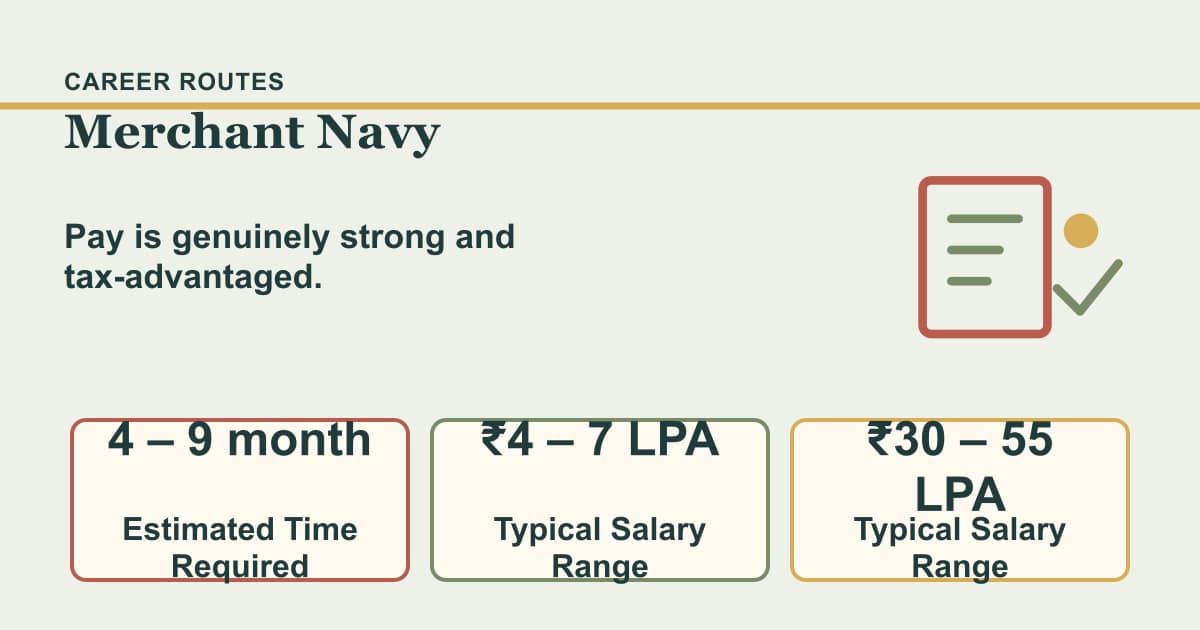 CAREER ROUTES
Merchant Navy
Pay is genuinely strong and
tax-advantaged.
4 – 9 month
Estimated Time
Required
₹4 – 7 LPA
Typical Salary
Range
₹30 – 55
LPA
Typical Salary
Range